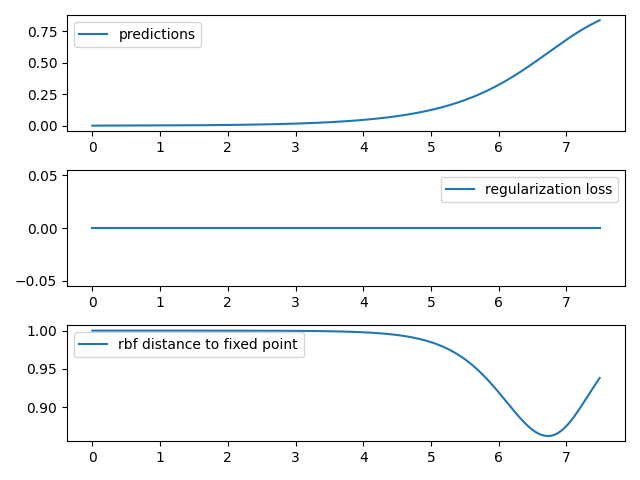 0.75
0.50
0.25
0.00
predictions
0 1 2 3 4 5 6 7
0.05
0.00
−0.05
regularization loss
0 1 2 3 4 5 6 7
1.00
0.95
0.90
rbf distance to fixed point
0 1 2 3 4 5 6 7